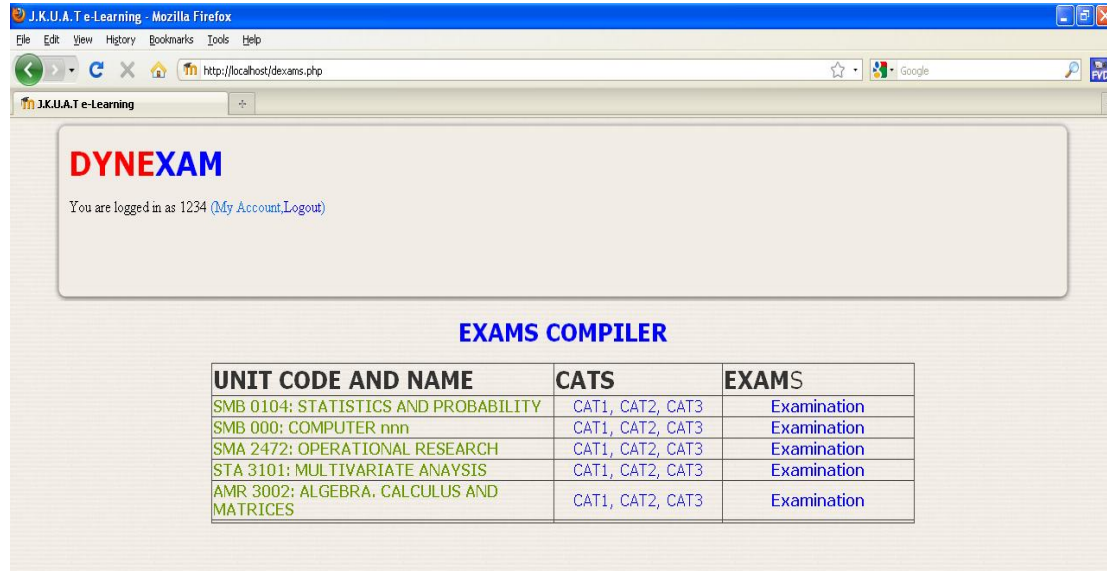 J.K.U.A.T e-Learning - Mozilla Firefox
File Edit View History Bookmarks Tools Help
http://localhost/dexams.php Google FVD
J.K.U.A.T e-Learning
DYNEXAM
You are logged in as 1234 (My Account,Logout)
EXAMS COMPILER
UNIT CODE AND NAME CATS EXAMS
SMB 0104: STATISTICS AND PROBABILITY CAT1, CAT2, CAT3 Examination
SMB 000: COMPUTER nnn CAT1, CAT2, CAT3 Examination
SMA 2472: OPERATIONAL RESEARCH CAT1, CAT2, CAT3 Examination
STA 3101: MULTIVARIATE ANAYSIS CAT1, CAT2, CAT3 Examination
AMR 3002: ALGEBRA. CALCULUS AND
MATRICES CAT1, CAT2, CAT3 Examination